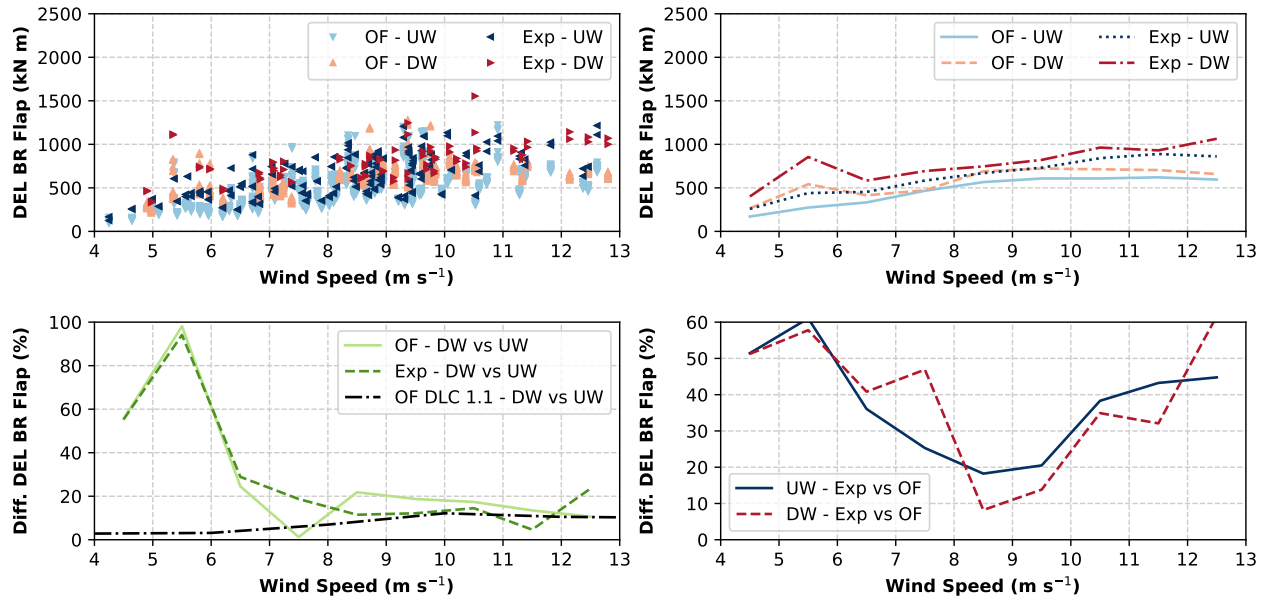 DEL BR Flap (kN m)
2500
2000
1500
1000
500
0
OF - UW
OF - DW
Exp - UW
Exp - DW
4 5 6 7 8 9 10 11 12 13
Wind Speed (m s⁻¹)
DEL BR Flap (kN m)
2500
2000
1500
1000
500
0
OF - UW
OF - DW
Exp - UW
Exp - DW
4 5 6 7 8 9 10 11 12 13
Wind Speed (m s⁻¹)
Diff. DEL BR Flap (%)
100
80
60
40
20
0
OF - DW vs UW
Exp - DW vs UW
OF DLC 1.1 - DW vs UW
4 5 6 7 8 9 10 11 12 13
Wind Speed (m s⁻¹)
Diff. DEL BR Flap (%)
60
50
40
30
20
10
0
UW - Exp vs OF
DW - Exp vs OF
4 5 6 7 8 9 10 11 12 13
Wind Speed (m s⁻¹)